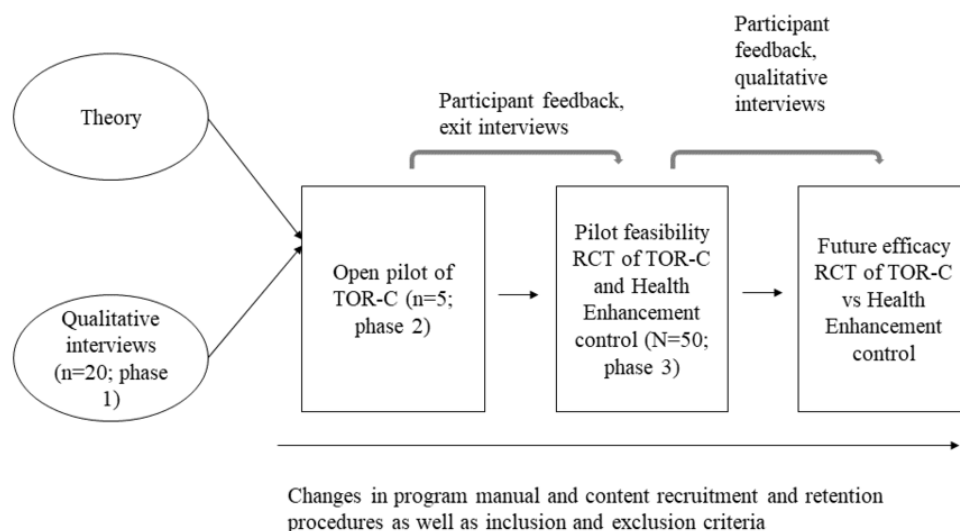 Theory
Qualitative
interviews
(n=20; phase
1)
Participant feedback,
exit interviews
Participant
feedback,
qualitative
interviews
Open pilot of
TOR-C (n=5;
phase 2)
Pilot feasibility
RCT of TOR-C
and Health
Enhancement
control (N=50;
phase 3)
Future efficacy
RCT of TOR-C
vs Health
Enhancement
control
Changes in program manual and content recruitment and retention
procedures as well as inclusion and exclusion criteria